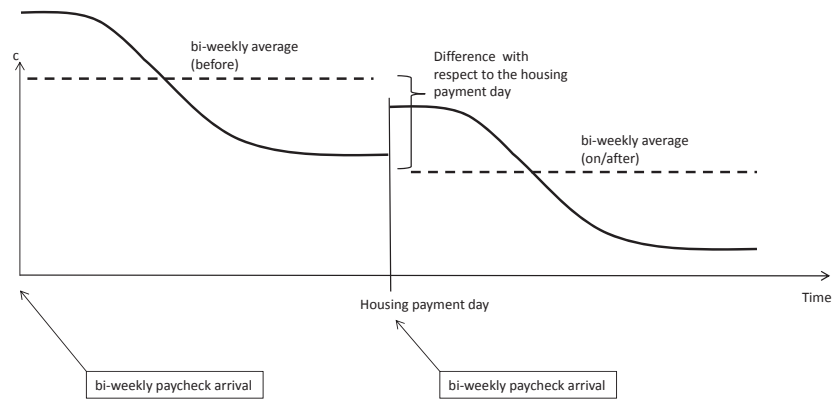 c
bi-weekly average
(before)
Difference with
respect to the housing
payment day
bi-weekly average
(on/after)
Housing payment day
Time
bi-weekly paycheck arrival
bi-weekly paycheck arrival